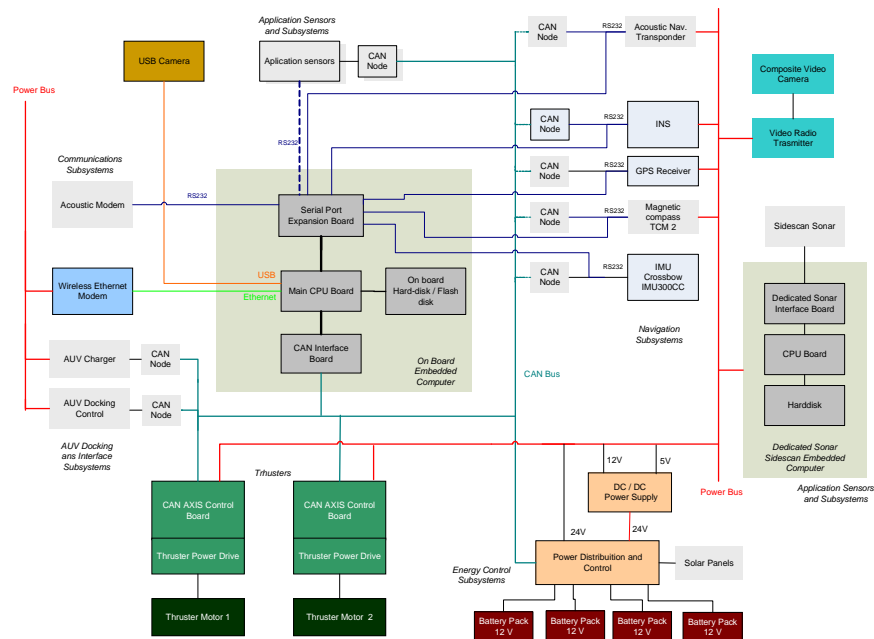 Application Sensors
and Subsystems
USB Camera
Aplication sensors
CAN
Node
CAN
Node
RS232
Acoustic Nav.
Transponder
Composite Video
Camera
Power Bus
CAN
Node
RS232
INS
Video Radio
Trasmitter
RS232
Communications
Subsystems
CAN
Node
RS232
GPS Receiver
Acoustic Modem
RS232
Serial Port
Expansion Board
CAN
Node
RS232
Magnetic
compass
TCM 2
Sidescan Sonar
USB
Ethernet
Wireless Ethernet
Modem
Main CPU Board
On board
Hard-disk / Flash
disk
CAN
Node
RS232
IMU
Crossbow
IMU300CC
Dedicated Sonar
Interface Board
CAN Interface
Board
Navigation
Subsystems
CPU Board
AUV Charger
CAN
Node
On Board
Embedded
Computer
CAN Bus
AUV Docking
Control
CAN
Node
Harddisk
AUV Docking
ans Interface
Subsystems
Trhusters
Dedicated Sonar
Sidescan Embedded
Computer
12V
5V
CAN AXIS Control
Board
CAN AXIS Control
Board
DC / DC
Power Supply
Power Bus
Application Sensors
and Subsystems
24V
24V
Thruster Power Drive
Thruster Power Drive
Energy Control
Subsystems
Power Distribuition and
Control
Solar Panels
Thruster Motor 1
Thruster Motor  2
Battery Pack
12 V
Battery Pack
12 V
Battery Pack
12 V
Battery Pack
12 V